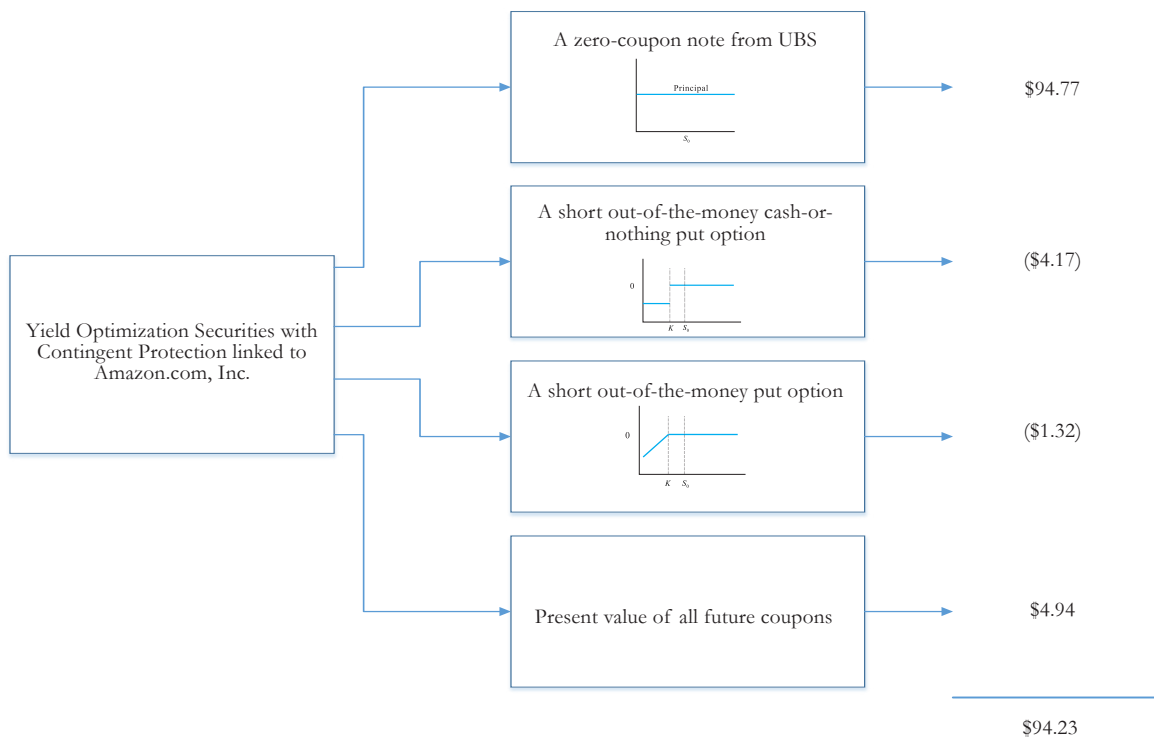 A zero-coupon note from UBS
Principal
S₀
$94.77
A short out-of-the-money cash-or-
nothing put option
0
K S₀
($4.17)
Yield Optimization Securities with
Contingent Protection linked to
Amazon.com, Inc.
A short out-of-the-money put option
0
K S₀
($1.32)
Present value of all future coupons
$4.94
$94.23